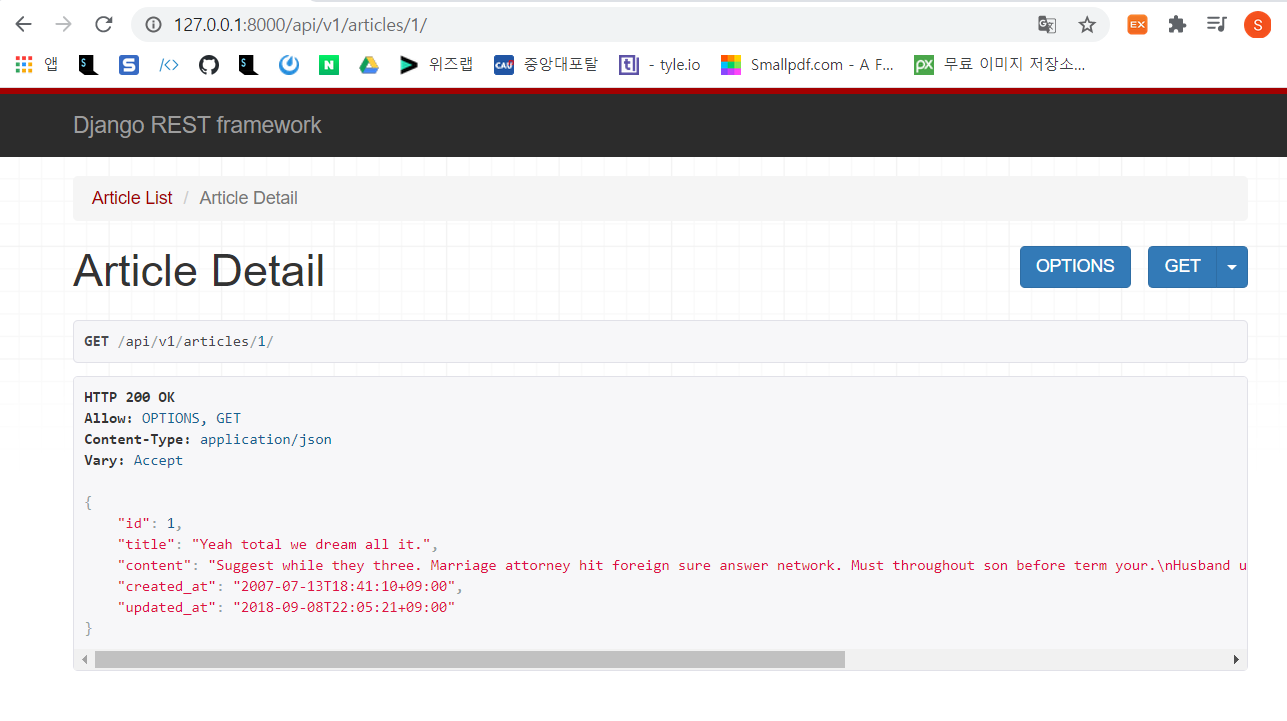 127.0.0.1:8000/api/v1/articles/1/
EX
S
앱
S
S
</>
S
N
위즈랩
CAU 중앙대포탈
tl - tyle.io
Smallpdf.com - A F...
px 무료 이미지 저장소...
Django REST framework
Article List / Article Detail
Article Detail
OPTIONS
GET
GET /api/v1/articles/1/
HTTP 200 OK
Allow: OPTIONS, GET
Content-Type: application/json
Vary: Accept
{
"id": 1,
"title": "Yeah total we dream all it.",
"content": "Suggest while they three. Marriage attorney hit foreign sure answer network. Must throughout son before term your.\nHusband u
"created_at": "2007-07-13T18:41:10+09:00",
"updated_at": "2018-09-08T22:05:21+09:00"
}